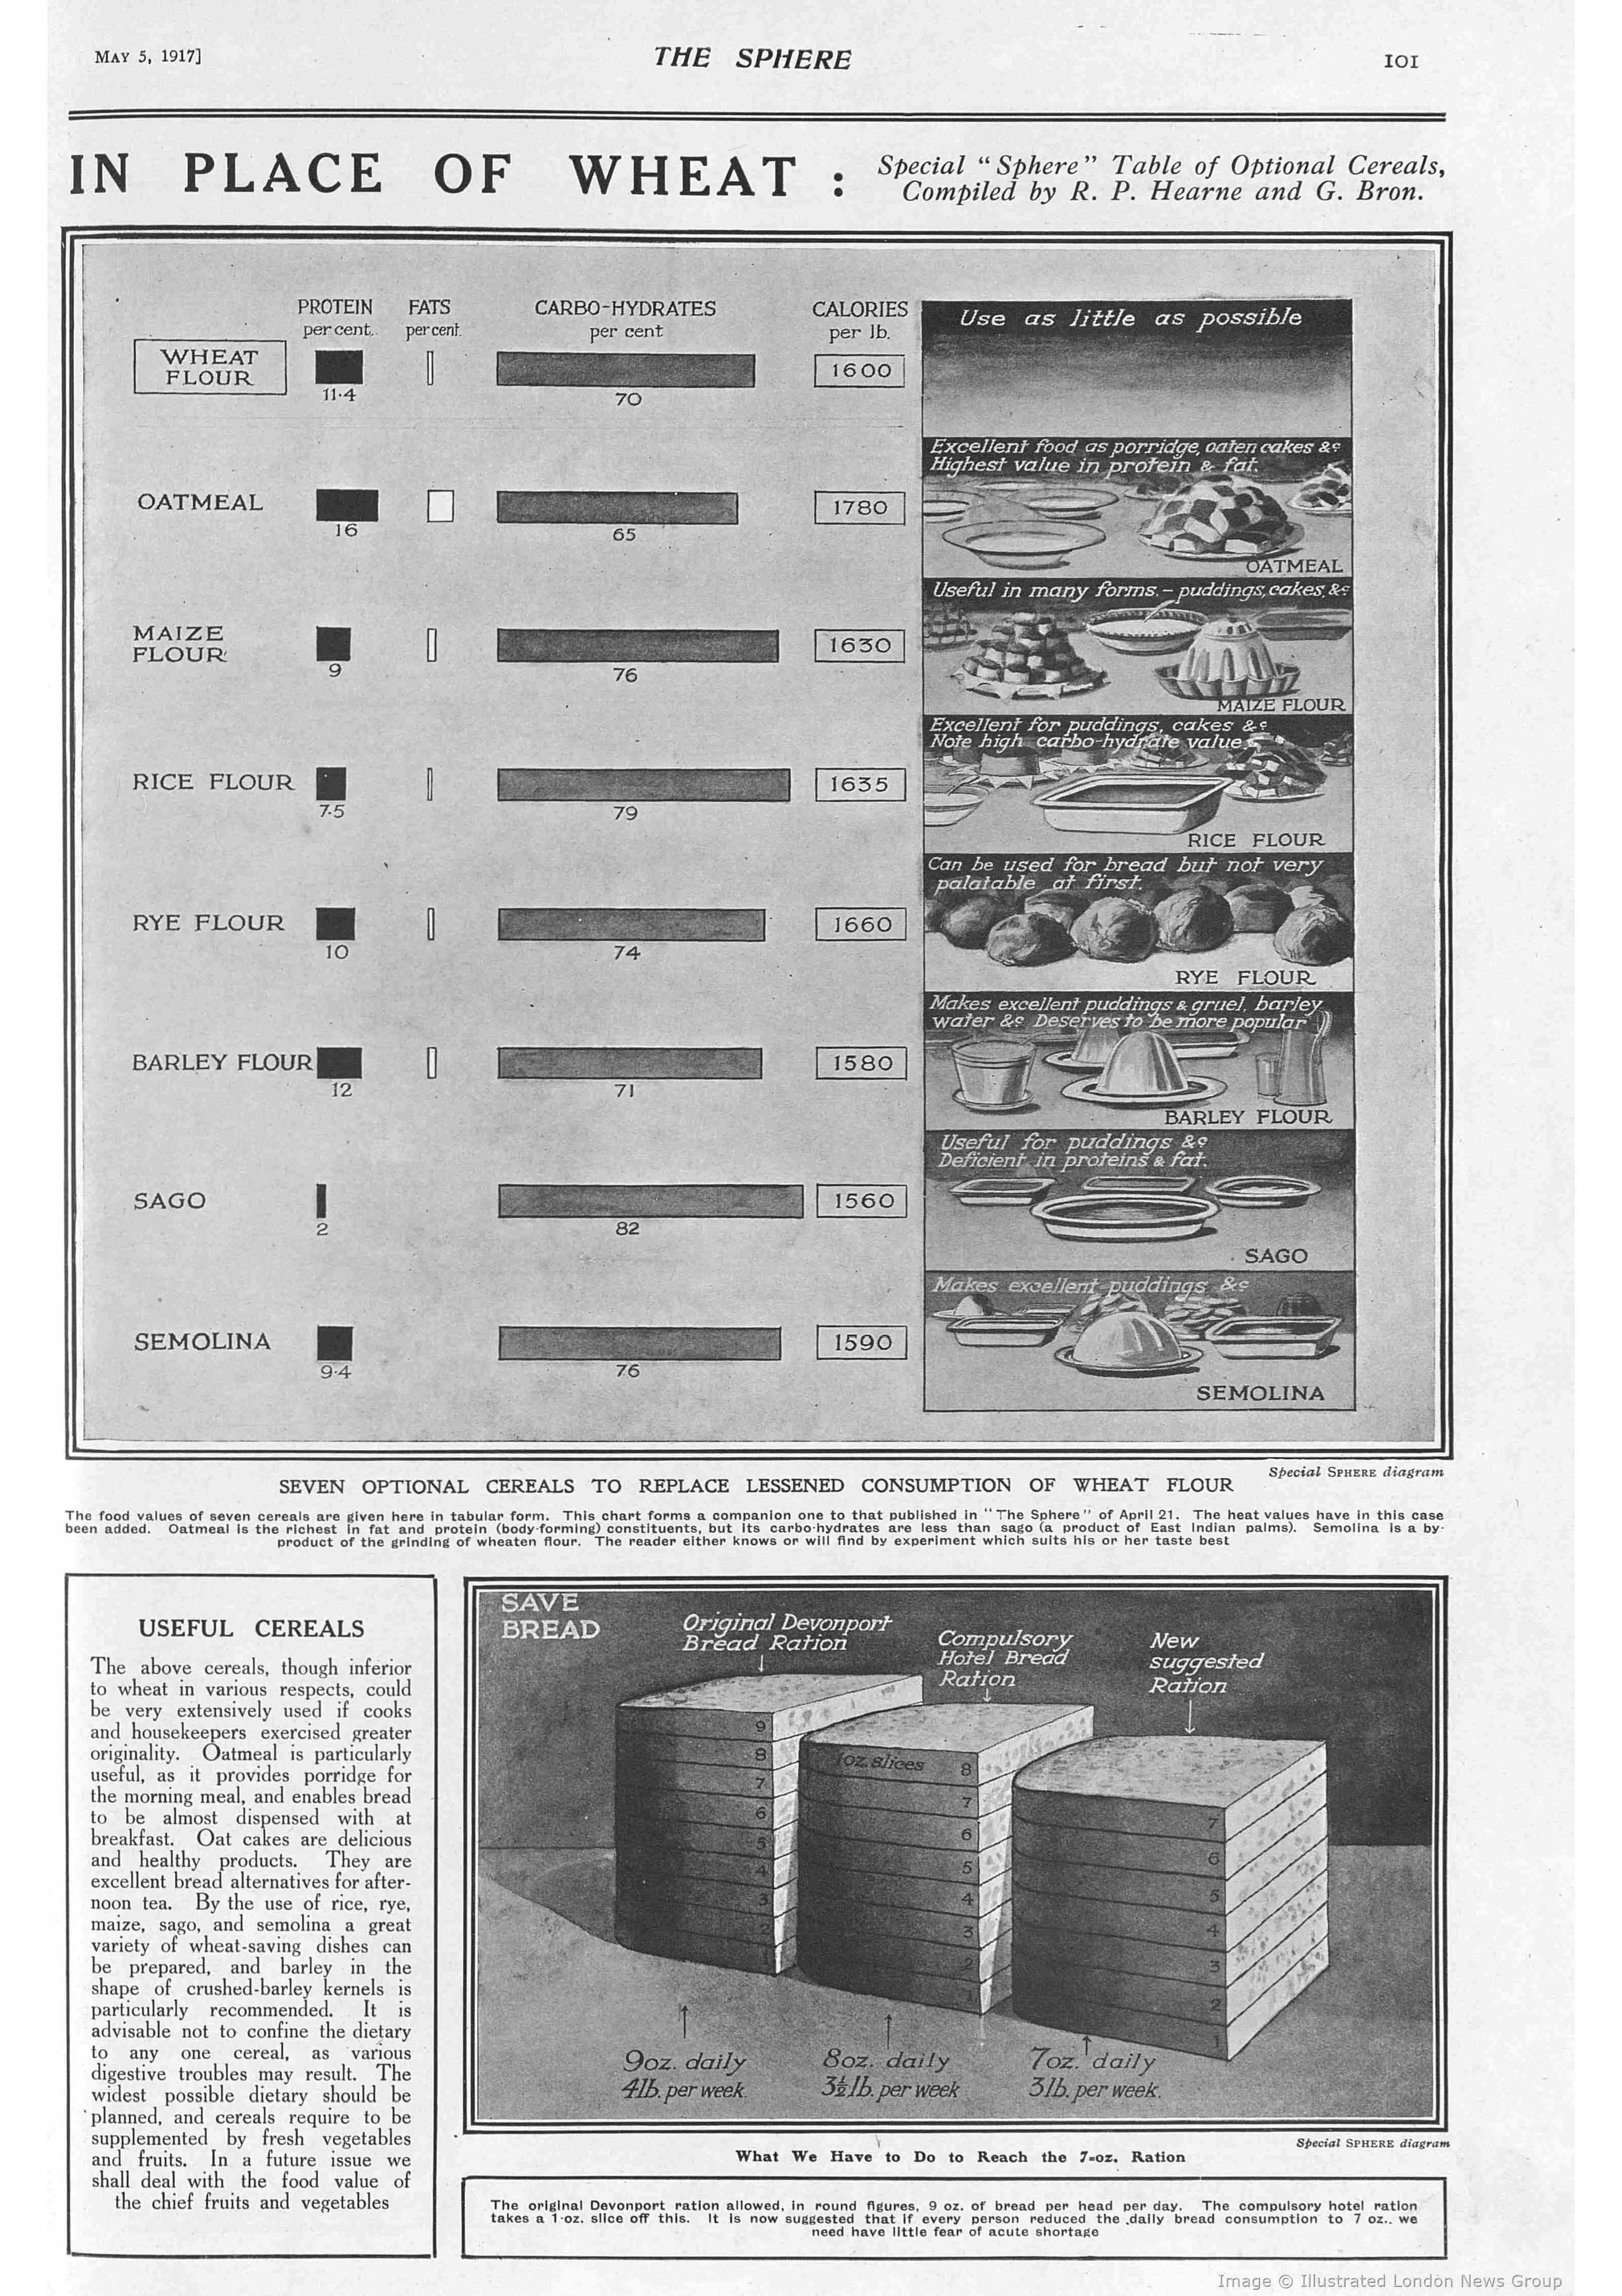 MAY 5, 1917]
THE SPHERE
101
IN PLACE OF WHEAT :
Special "Sphere" Table of Optional Cereals,
Compiled by R. P. Hearne and G. Bron.
PROTEIN per cent.
FATS per cent.
CARBO-HYDRATES per cent
CALORIES per lb.
WHEAT FLOUR
11·4
70
1600
Use as little as possible
OATMEAL
16
65
1780
Excellent food as porridge, oaten cakes &c
Highest value in protein & fat.
OATMEAL
MAIZE FLOUR
9
76
1630
Useful in many forms.– puddings, cakes, &c
MAIZE FLOUR
RICE FLOUR
7·5
79
1635
Excellent for puddings, cakes &c
Note high carbo-hydrate value
RICE FLOUR
RYE FLOUR
10
74
1660
Can be used for bread but not very
palatable at first.
RYE FLOUR
BARLEY FLOUR
12
71
1580
Makes excellent puddings & gruel, barley
water &c Deserves to be more popular
BARLEY FLOUR
SAGO
2
82
1560
Useful for puddings &c
Deficient in proteins & fat.
SAGO
SEMOLINA
9·4
76
1590
Makes excellent puddings &c
SEMOLINA
Special SPHERE diagram
SEVEN OPTIONAL CEREALS TO REPLACE LESSENED CONSUMPTION OF WHEAT FLOUR
The food values of seven cereals are given here in tabular form. This chart forms a companion one to that published in "The Sphere" of April 21. The heat values have in this case
been added. Oatmeal is the richest in fat and protein (body-forming) constituents, but its carbo-hydrates are less than sago (a product of East Indian palms). Semolina is a by-
product of the grinding of wheaten flour. The reader either knows or will find by experiment which suits his or her taste best
USEFUL CEREALS
The above cereals, though inferior
to wheat in various respects, could
be very extensively used if cooks
and housekeepers exercised greater
originality. Oatmeal is particularly
useful, as it provides porridge for
the morning meal, and enables bread
to be almost dispensed with at
breakfast. Oat cakes are delicious
and healthy products. They are
excellent bread alternatives for after-
noon tea. By the use of rice, rye,
maize, sago, and semolina a great
variety of wheat-saving dishes can
be prepared, and barley in the
shape of crushed-barley kernels is
particularly recommended. It is
advisable not to confine the dietary
to any one cereal, as various
digestive troubles may result. The
widest possible dietary should be
planned, and cereals require to be
supplemented by fresh vegetables
and fruits. In a future issue we
shall deal with the food value of
the chief fruits and vegetables
SAVE
BREAD
Original Devonport
Bread Ration
Compulsory
Hotel Bread
Ration
New
suggested
Ration
9
8
7
6
5
4
3
2
1
1oz. slices
8
7
6
5
4
3
2
1
7
6
5
4
3
2
1
9oz. daily
4lb. per week.
8oz. daily
3½lb. per week
7oz. daily
3lb. per week.
Special SPHERE diagram
What We Have to Do to Reach the 7-oz. Ration
The original Devonport ration allowed, in round figures, 9 oz. of bread per head per day. The compulsory hotel ration
takes a 1-oz. slice off this. It is now suggested that if every person reduced the daily bread consumption to 7 oz., we
need have little fear of acute shortage
Image © Illustrated London News Group